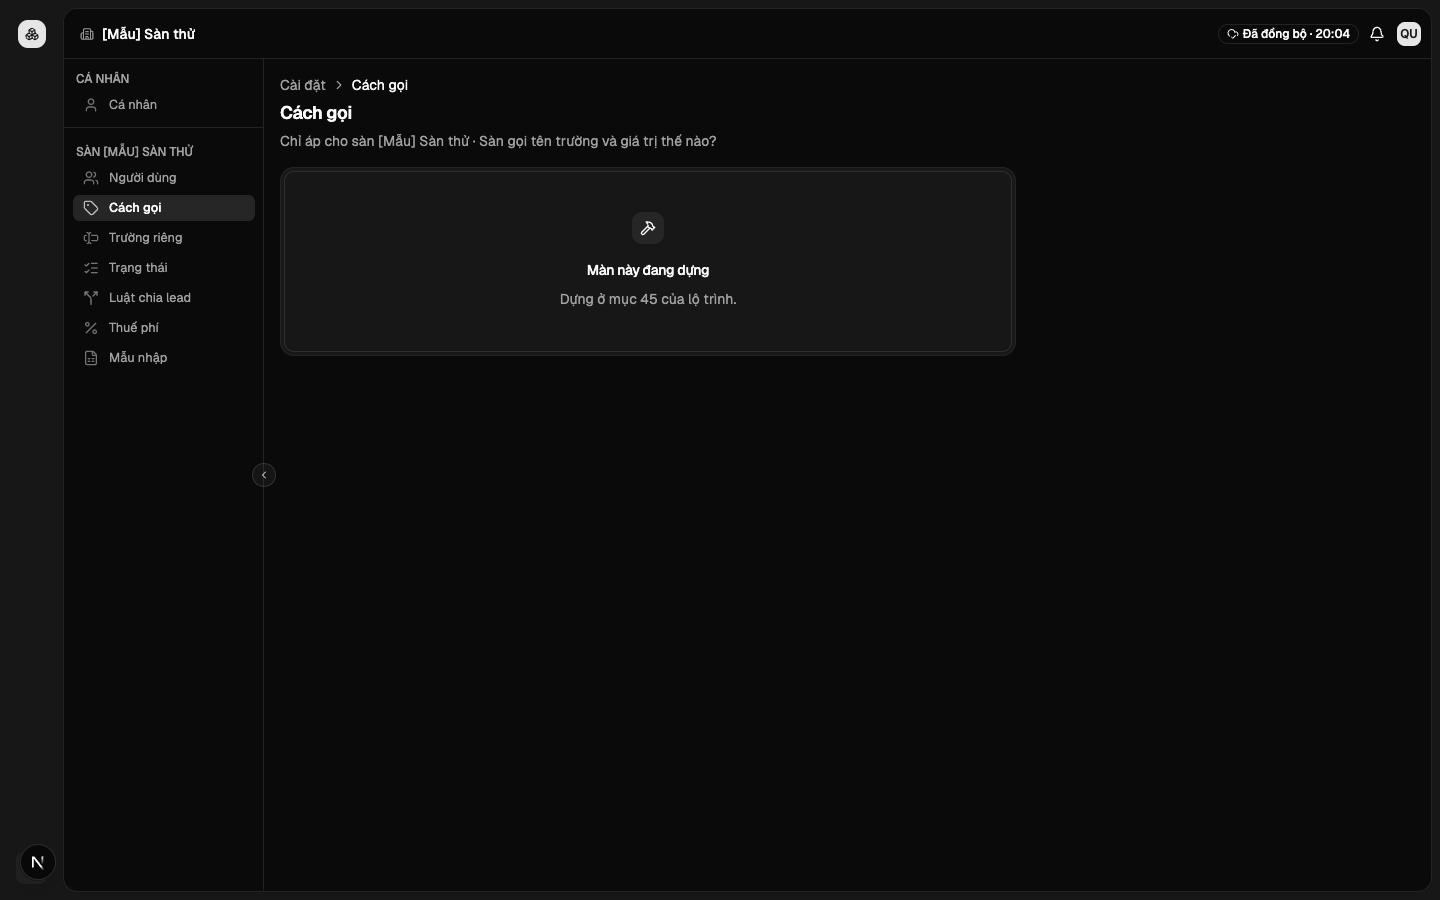 [Mẫu] Sàn thử
Đã đồng bộ · 20:04
QU
CÁ NHÂN
Cá nhân
SÀN [MẪU] SÀN THỬ
Người dùng
Cách gọi
Trường riêng
Trạng thái
Luật chia lead
Thuế phí
Mẫu nhập
Cài đặt > Cách gọi
Cách gọi
Chỉ áp cho sàn [Mẫu] Sàn thử · Sàn gọi tên trường và giá trị thế nào?
Màn này đang dựng
Dựng ở mục 45 của lộ trình.
N